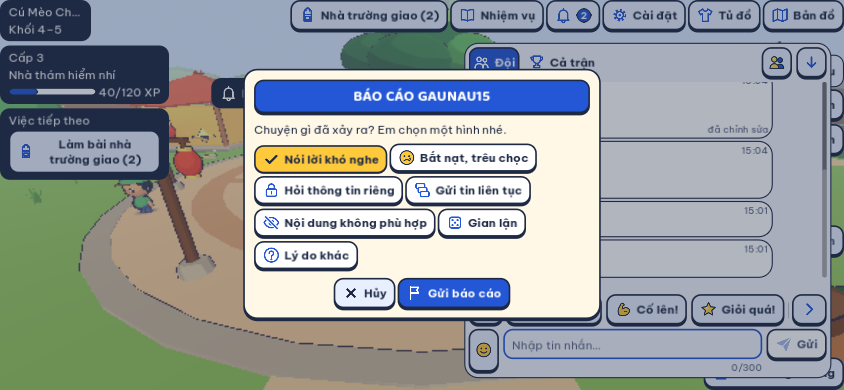 Cú Mèo Ch...
Khối 4-5
Nhà trường giao (2)
Nhiệm vụ
2
Cài đặt
Tủ đồ
Bản đồ
Cấp 3
Nhà thám hiểm nhí
40/120 XP
Việc tiếp theo
Làm bài nhà
trường giao (2)
Đội
Cả trận
đã chỉnh sửa
15:04
15:01
15:01
BÁO CÁO GAUNAU15
Chuyện gì đã xảy ra? Em chọn một hình nhé.
Nói lời khó nghe
Bắt nạt, trêu chọc
Hỏi thông tin riêng
Gửi tin liên tục
Nội dung không phù hợp
Gian lận
Lý do khác
Hủy
Gửi báo cáo
Cố lên!
Giỏi quá!
Nhập tin nhắn...
Gửi
0/300